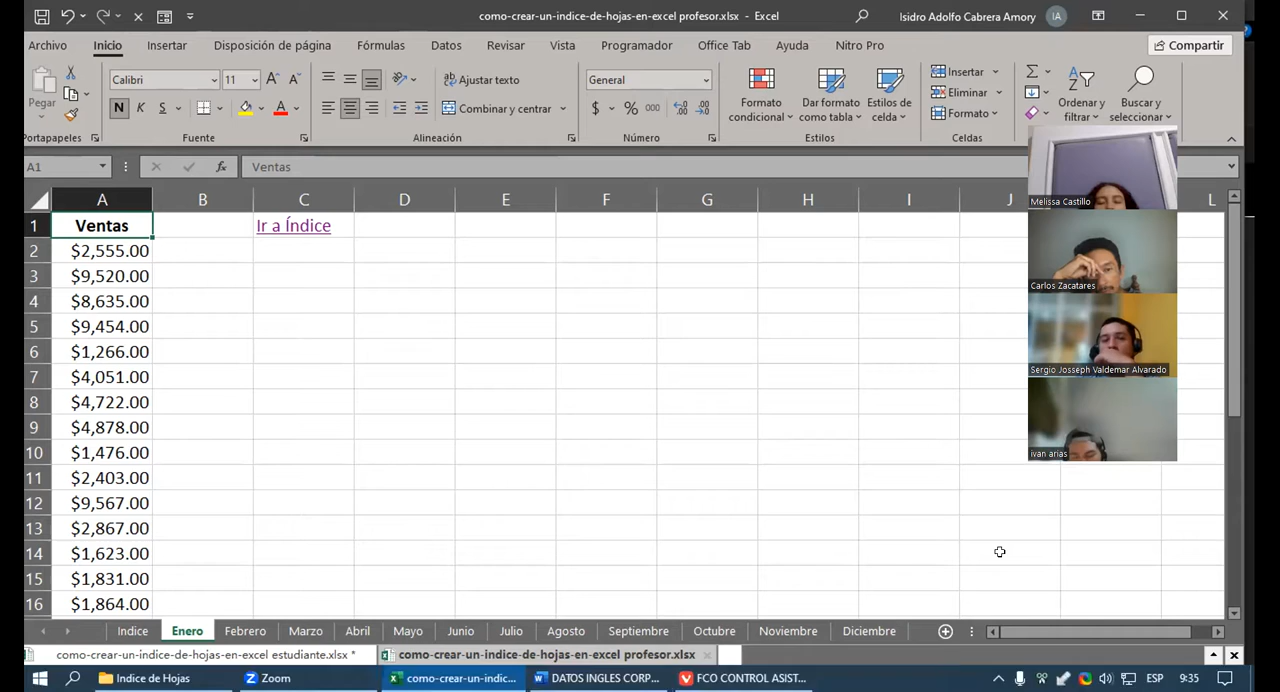 como-crear-un-indice-de-hojas-en-excel profesor.xlsx - Excel
Isidro Adolfo Cabrera Amory
IA
Archivo Inicio Insertar Disposición de página Fórmulas Datos Revisar Vista Programador Office Tab Ayuda Nitro Pro
Compartir
Calibri 11
Ajustar texto
General
Insertar
Pegar
Formato condicional
Dar formato como tabla
Estilos de celda
Eliminar
Ordenar y filtrar
Buscar y seleccionar
N K S
Combinar y centrar
$ % 000
Formato
Portapapeles Fuente Alineación Número Estilos Celdas
A1 fx Ventas
A B C D E F G H I J L
1 Ventas Ir a Índice
2 $2,555.00
3 $9,520.00
4 $8,635.00
5 $9,454.00
6 $1,266.00
7 $4,051.00
8 $4,722.00
9 $4,878.00
10 $1,476.00
11 $2,403.00
12 $9,567.00
13 $2,867.00
14 $1,623.00
15 $1,831.00
16 $1,864.00
Melissa Castillo
Carlos Zacatares
Sergio Josseph Valdemar Alvarado
ivan arias
Indice Enero Febrero Marzo Abril Mayo Junio Julio Agosto Septiembre Octubre Noviembre Diciembre
como-crear-un-indice-de-hojas-en-excel estudiante.xlsx * como-crear-un-indice-de-hojas-en-excel profesor.xlsx
Indice de Hojas Zoom como-crear-un-indic... DATOS INGLES CORP... FCO CONTROL ASIST... ESP 9:35